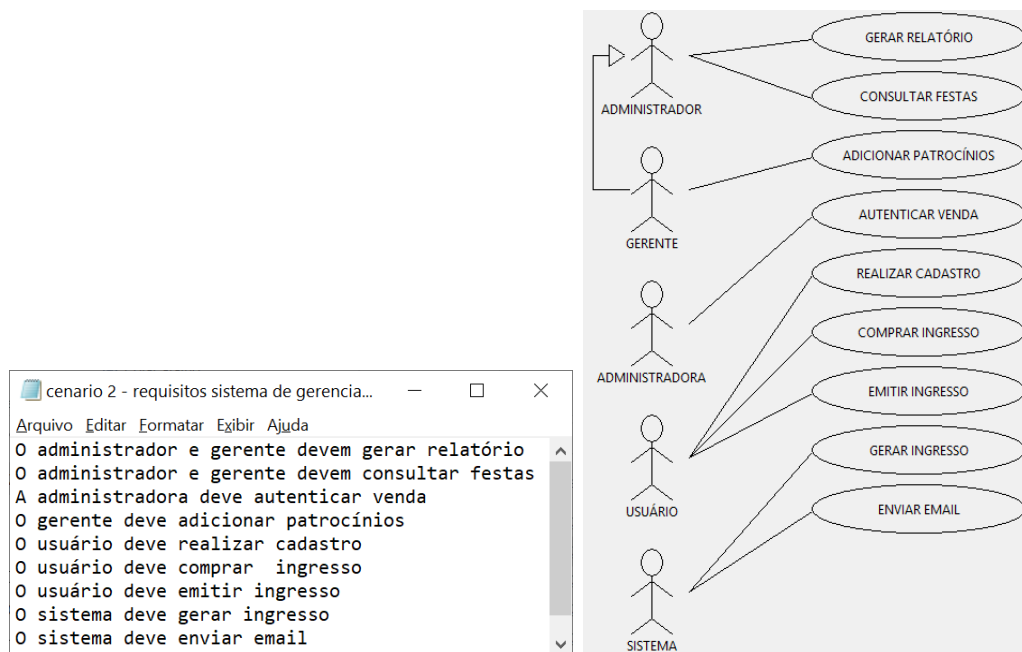 cenario 2 - requisitos sistema de gerencia...
Arquivo Editar Formatar Exibir Ajuda
O administrador e gerente devem gerar relatório
O administrador e gerente devem consultar festas
A administradora deve autenticar venda
O gerente deve adicionar patrocínios
O usuário deve realizar cadastro
O usuário deve comprar  ingresso
O usuário deve emitir ingresso
O sistema deve gerar ingresso
O sistema deve enviar email
ADMINISTRADOR
GERENTE
ADMINISTRADORA
USUÁRIO
SISTEMA
GERAR RELATÓRIO
CONSULTAR FESTAS
ADICIONAR PATROCÍNIOS
AUTENTICAR VENDA
REALIZAR CADASTRO
COMPRAR INGRESSO
EMITIR INGRESSO
GERAR INGRESSO
ENVIAR EMAIL